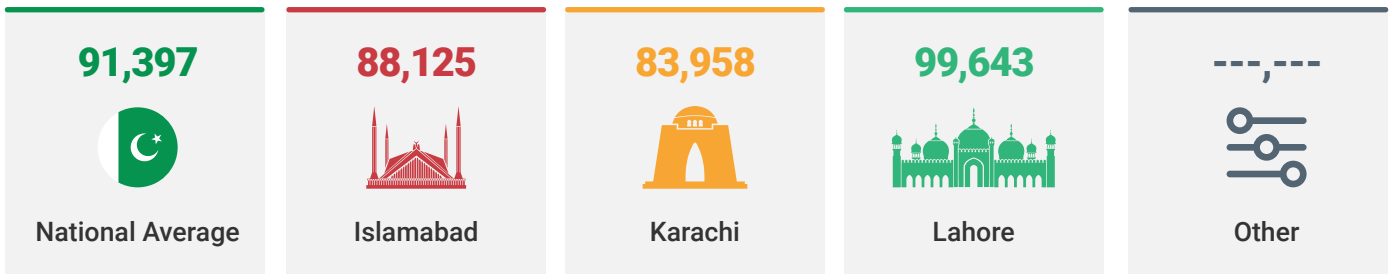 91,397
National Average
88,125
Islamabad
83,958
Karachi
99,643
Lahore
---,---
Other